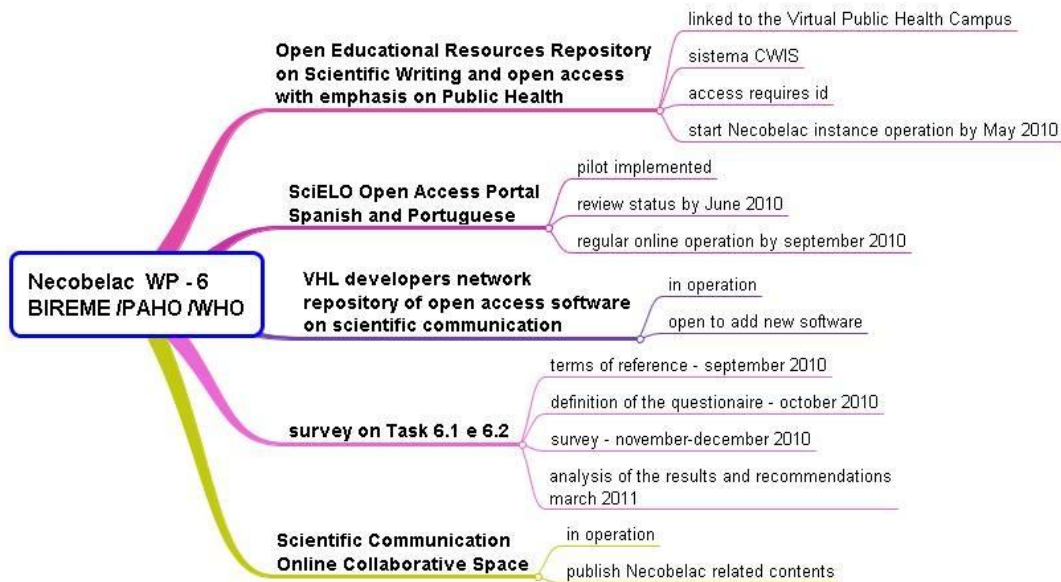 Necobelac WP - 6
BIREME /PAHO /WHO
Open Educational Resources Repository
on Scientific Writing and open access
with emphasis on Public Health
linked to the Virtual Public Health Campus
sistema CWIS
access requires id
start Necobelac instance operation by May 2010
SciELO Open Access Portal
Spanish and Portuguese
pilot implemented
review status by June 2010
regular online operation by september 2010
VHL developers network
repository of open access software
on scientific communication
in operation
open to add new software
survey on Task 6.1 e 6.2
terms of reference - september 2010
definition of the questionaire - october 2010
survey - november-december 2010
analysis of the results and recommendations
march 2011
Scientific Communication
Online Collaborative Space
in operation
publish Necobelac related contents